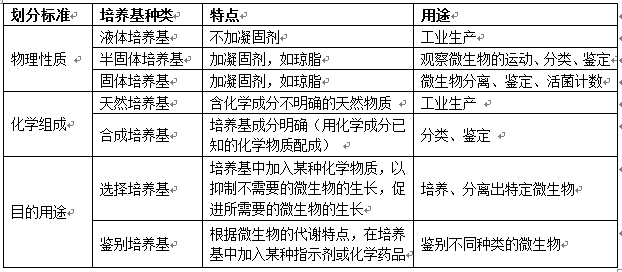 划分标准 培养基种类 特点 用途
物理性质 液体培养基 不加凝固剂 工业生产
半固体培养基 加凝固剂，如琼脂 观察微生物的运动、分类、鉴定
固体培养基 加凝固剂，如琼脂 微生物分离、鉴定、活菌计数
化学组成 天然培养基 含化学成分不明确的天然物质 工业生产
合成培养基 培养基成分明确（用化学成分已
知的化学物质配成） 分类、鉴定
目的用途 选择培养基 培养基中加入某种化学物质，以
抑制不需要的微生物的生长，促
进所需要的微生物的生长 培养、分离出特定微生物
鉴别培养基 根据微生物的代谢特点，在培养
基中加入某种指示剂或化学药品 鉴别不同种类的微生物